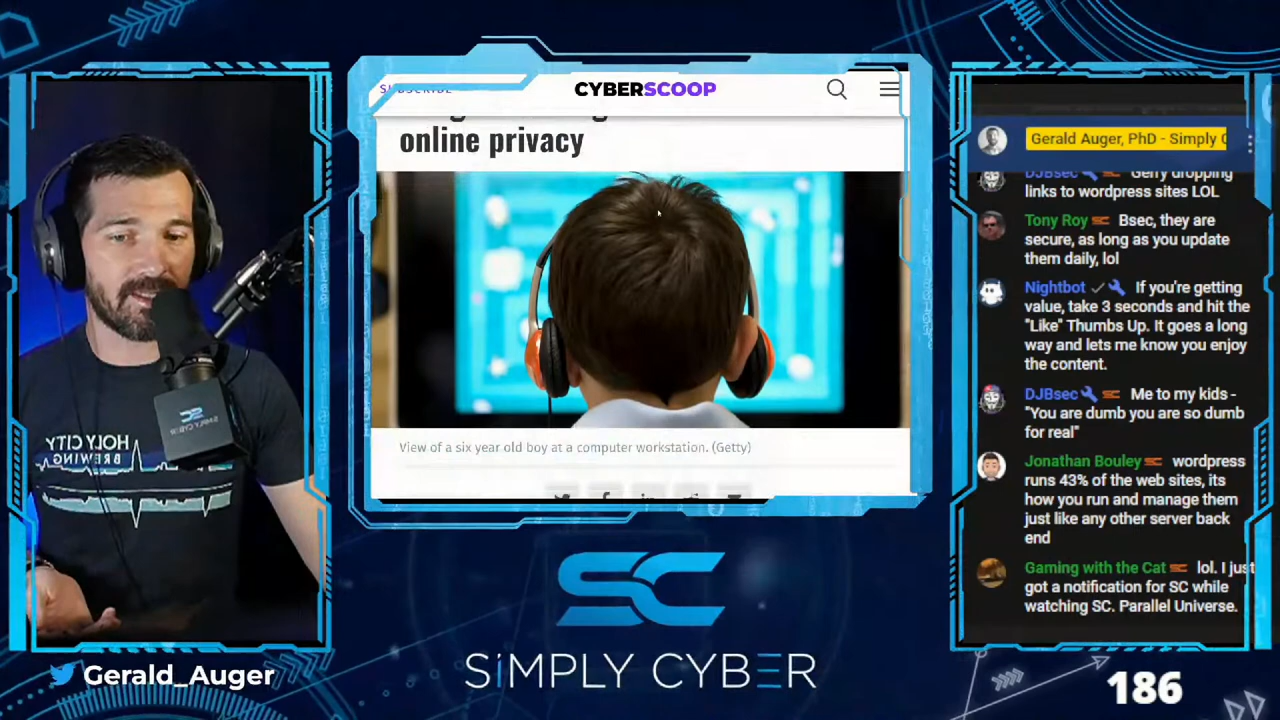 SUBSCRIBE
CYBERSCOOP
online privacy
View of a six year old boy at a computer workstation. (Getty)
HOLY CITY
BREWING
SC
SIMPLY CYBER
Gerald_Auger
SC
SiMPLY CYBER
Gerald Auger, PhD - Simply C
DJBsec Gerry dropping
links to wordpress sites LOL
Tony Roy Bsec, they are
secure, as long as you update
them daily, lol
Nightbot If you're getting
value, take 3 seconds and hit the
"Like" Thumbs Up. It goes a long
way and lets me know you enjoy
the content.
DJBsec Me to my kids -
"You are dumb you are so dumb
for real"
Jonathan Bouley wordpress
runs 43% of the web sites, its
how you run and manage them
just like any other server back
end
Gaming with the Cat lol. I just
got a notification for SC while
watching SC. Parallel Universe.
186